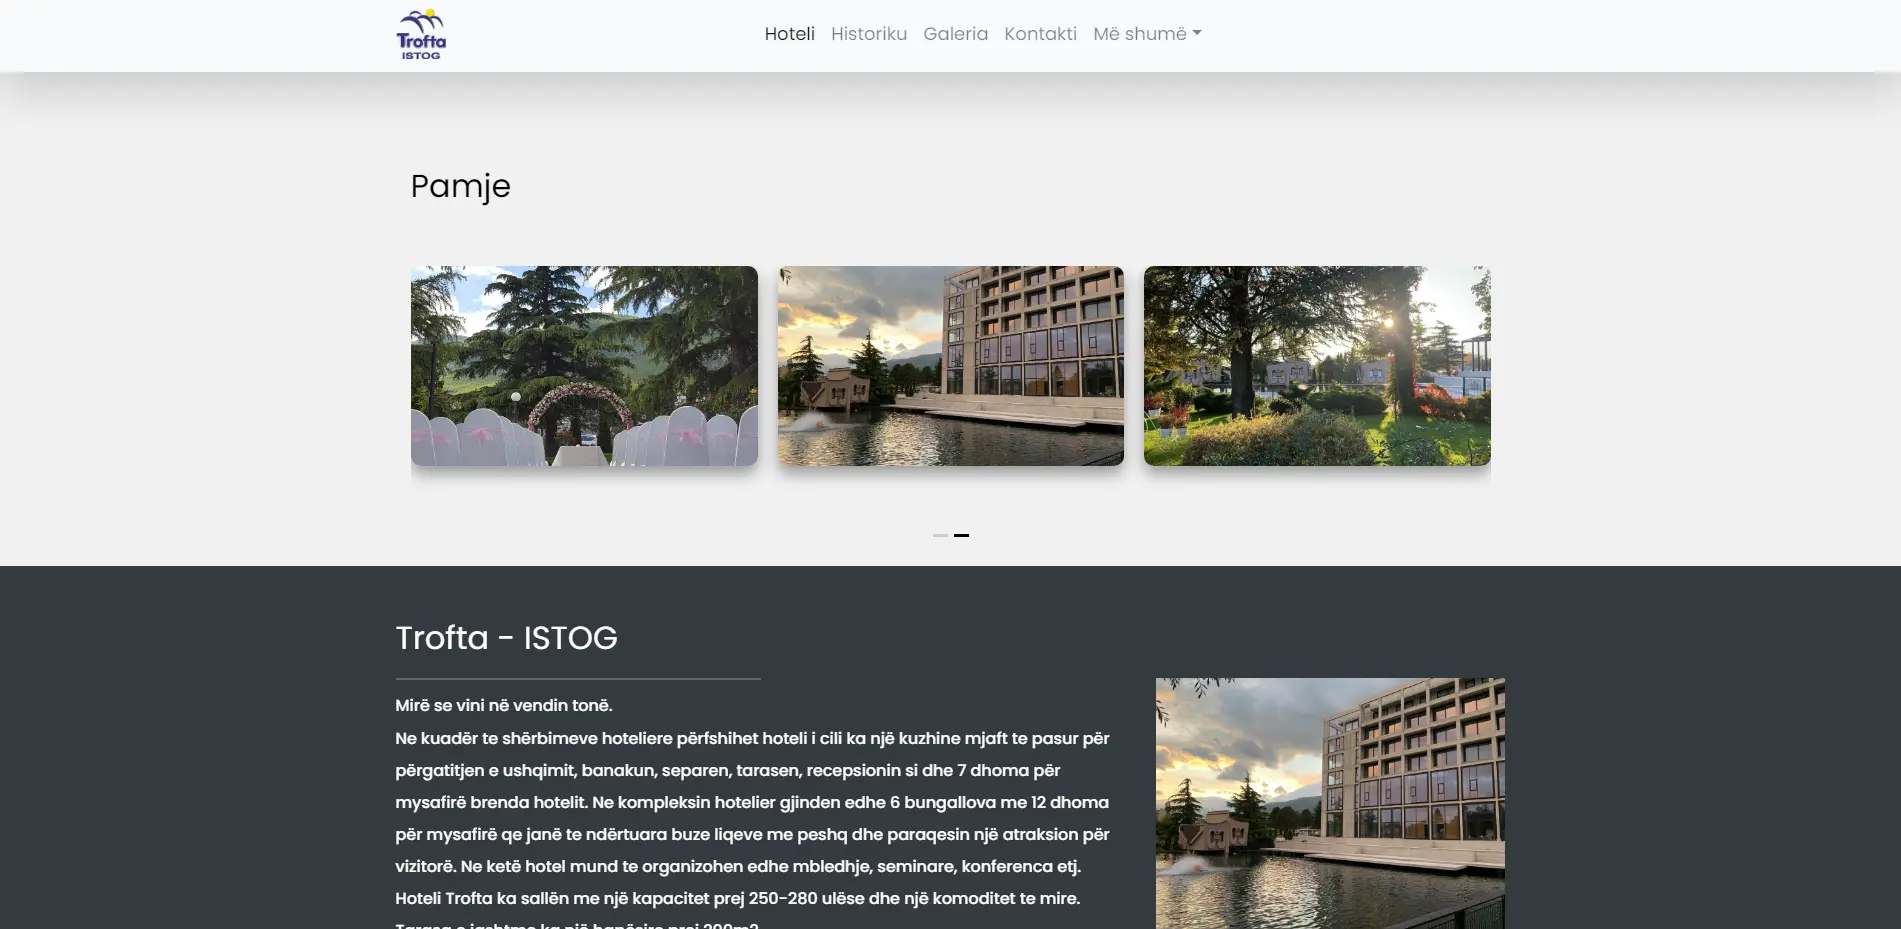 Trofta
ISTOG
Hoteli Historiku Galeria Kontakti Më shumë
Pamje
Trofta - ISTOG
Mirë se vini në vendin tonë.
Ne kuadër te shërbimeve hoteliere përfshihet hoteli i cili ka një kuzhine mjaft te pasur për
përgatitjen e ushqimit, banakun, separen, tarasen, recepsionin si dhe 7 dhoma për
mysafirë brenda hotelit. Ne kompleksin hotelier gjinden edhe 6 bungallova me 12 dhoma
për mysafirë qe janë te ndërtuara buze liqeve me peshq dhe paraqesin një atraksion për
vizitorë. Ne ketë hotel mund te organizohen edhe mbledhje, seminare, konferenca etj.
Hoteli Trofta ka sallën me një kapacitet prej 250-280 ulëse dhe një komoditet te mire.